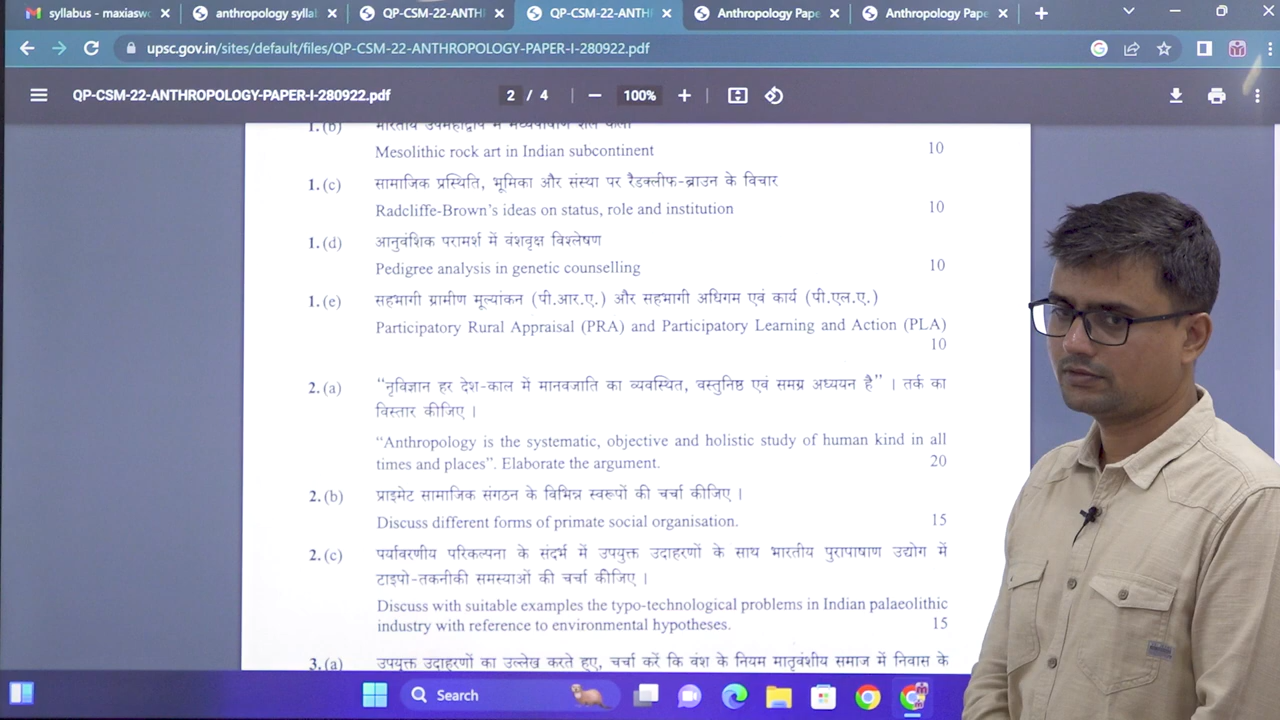 syllabus - maxiasw
anthropology sylla
QP-CSM-22-ANTH
QP-CSM-22-ANTH
Anthropology Pape
Anthropology Pape
upsc.gov.in/sites/default/files/QP-CSM-22-ANTHROPOLOGY-PAPER-I-280922.pdf
QP-CSM-22-ANTHROPOLOGY-PAPER-I-280922.pdf
2 / 4
100%
1.(b)
Mesolithic rock art in Indian subcontinent 10
1.(c) सामाजिक प्रस्थिति, भूमिका और संस्था पर रैडक्लीफ-ब्राउन के विचार
Radcliffe-Brown's ideas on status, role and institution 10
1.(d) आनुवंशिक परामर्श में वंशवृक्ष विश्लेषण
Pedigree analysis in genetic counselling 10
1.(e) सहभागी ग्रामीण मूल्यांकन (पी.आर.ए.) और सहभागी अधिगम एवं कार्य (पी.एल.ए.)
Participatory Rural Appraisal (PRA) and Participatory Learning and Action (PLA)
10
2.(a) “नृविज्ञान हर देश-काल में मानवजाति का व्यवस्थित, वस्तुनिष्ठ एवं समग्र अध्ययन है” । तर्क का
विस्तार कीजिए ।
“Anthropology is the systematic, objective and holistic study of human kind in all
times and places”. Elaborate the argument. 20
2.(b) प्राइमेट सामाजिक संगठन के विभिन्न स्वरूपों की चर्चा कीजिए ।
Discuss different forms of primate social organisation. 15
2.(c) पर्यावरणीय परिकल्पना के संदर्भ में उपयुक्त उदाहरणों के साथ भारतीय पुरापाषाण उद्योग में
टाइपो-तकनीकी समस्याओं की चर्चा कीजिए ।
Discuss with suitable examples the typo-technological problems in Indian palaeolithic
industry with reference to environmental hypotheses. 15
3.(a) उपयुक्त उदाहरणों का उल्लेख करते हुए, चर्चा करें कि वंश के नियम मातृवंशीय समाज में निवास के
Search